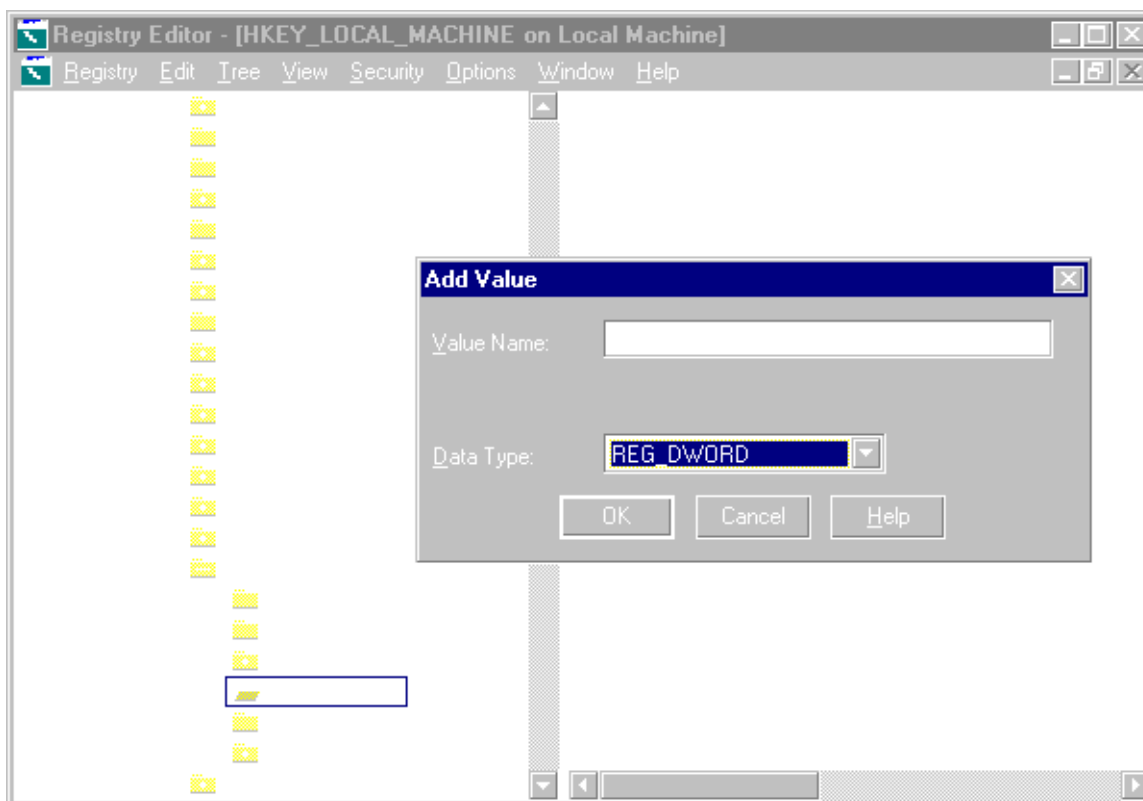 Registry Editor - [HKEY_LOCAL_MACHINE on Local Machine]
Registry Edit Tree View Security Options Window Help
Add Value
Value Name:
Data Type: REG_DWORD
OK Cancel Help